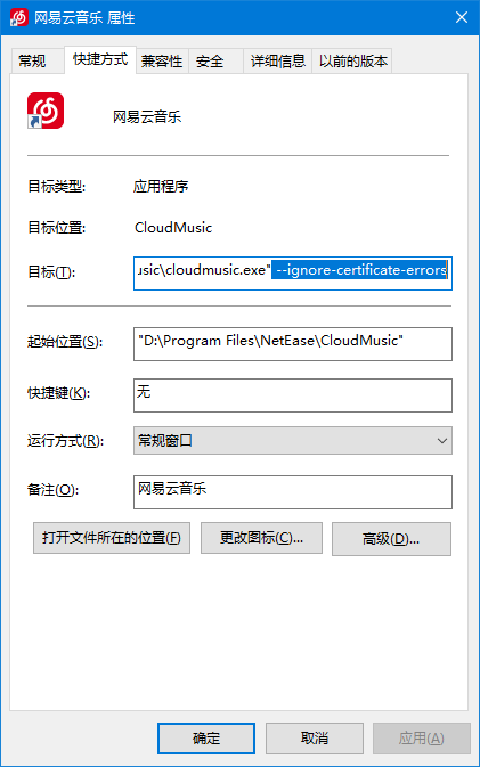 网易云音乐 属性
常规 快捷方式 兼容性 安全 详细信息 以前的版本
网易云音乐
目标类型: 应用程序
目标位置: CloudMusic
目标(T): usic\cloudmusic.exe" --ignore-certificate-errors
起始位置(S): "D:\Program Files\NetEase\CloudMusic"
快捷键(K): 无
运行方式(R): 常规窗口
备注(O): 网易云音乐
打开文件所在的位置(F) 更改图标(C)... 高级(D)...
确定 取消 应用(A)